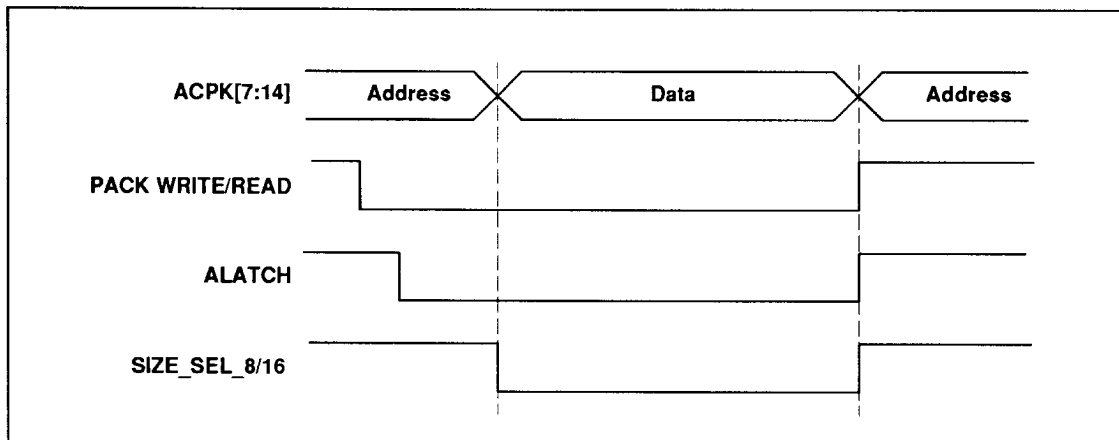 ACPK[7:14] Address Data Address
PACK WRITE/READ
ALATCH
SIZE_SEL_8/16